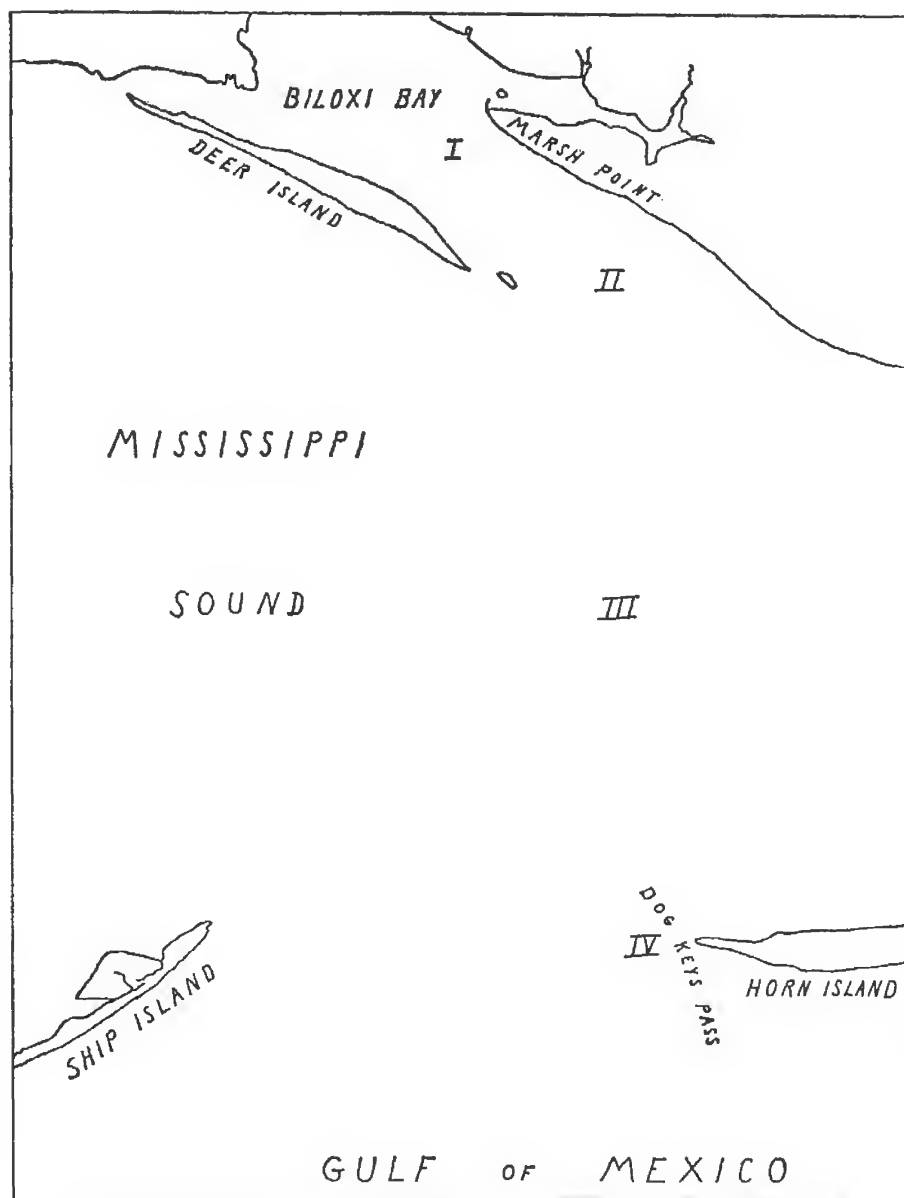 BILOXI BAY
I
MARSH POINT
DEER ISLAND
II
MISSISSIPPI
SOUND
III
DOG KEYS PASS
IV
HORN ISLAND
SHIP ISLAND
GULF OF MEXICO